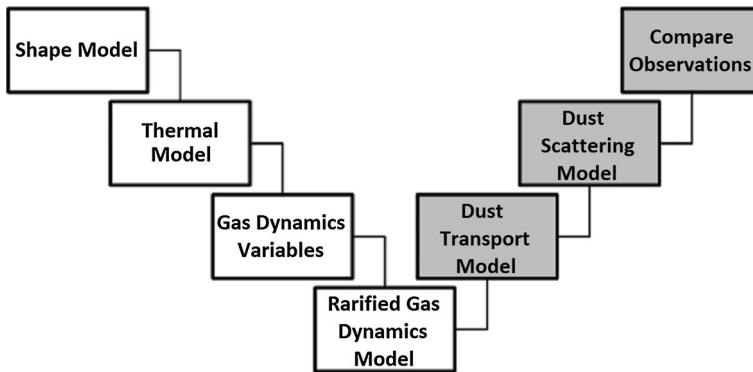 Shape Model
Thermal
Model
Gas Dynamics
Variables
Rarified Gas
Dynamics
Model
Dust
Transport
Model
Dust
Scattering
Model
Compare
Observations